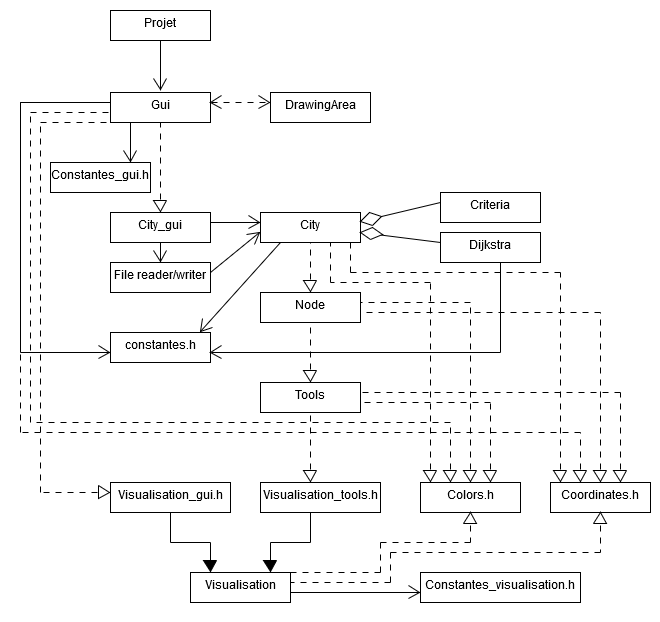 Projet
Gui
DrawingArea
Constantes_gui.h
Criteria
City_gui
City
Dijkstra
File reader/writer
Node
constantes.h
Tools
Visualisation_gui.h
Visualisation_tools.h
Colors.h
Coordinates.h
Visualisation
Constantes_visualisation.h